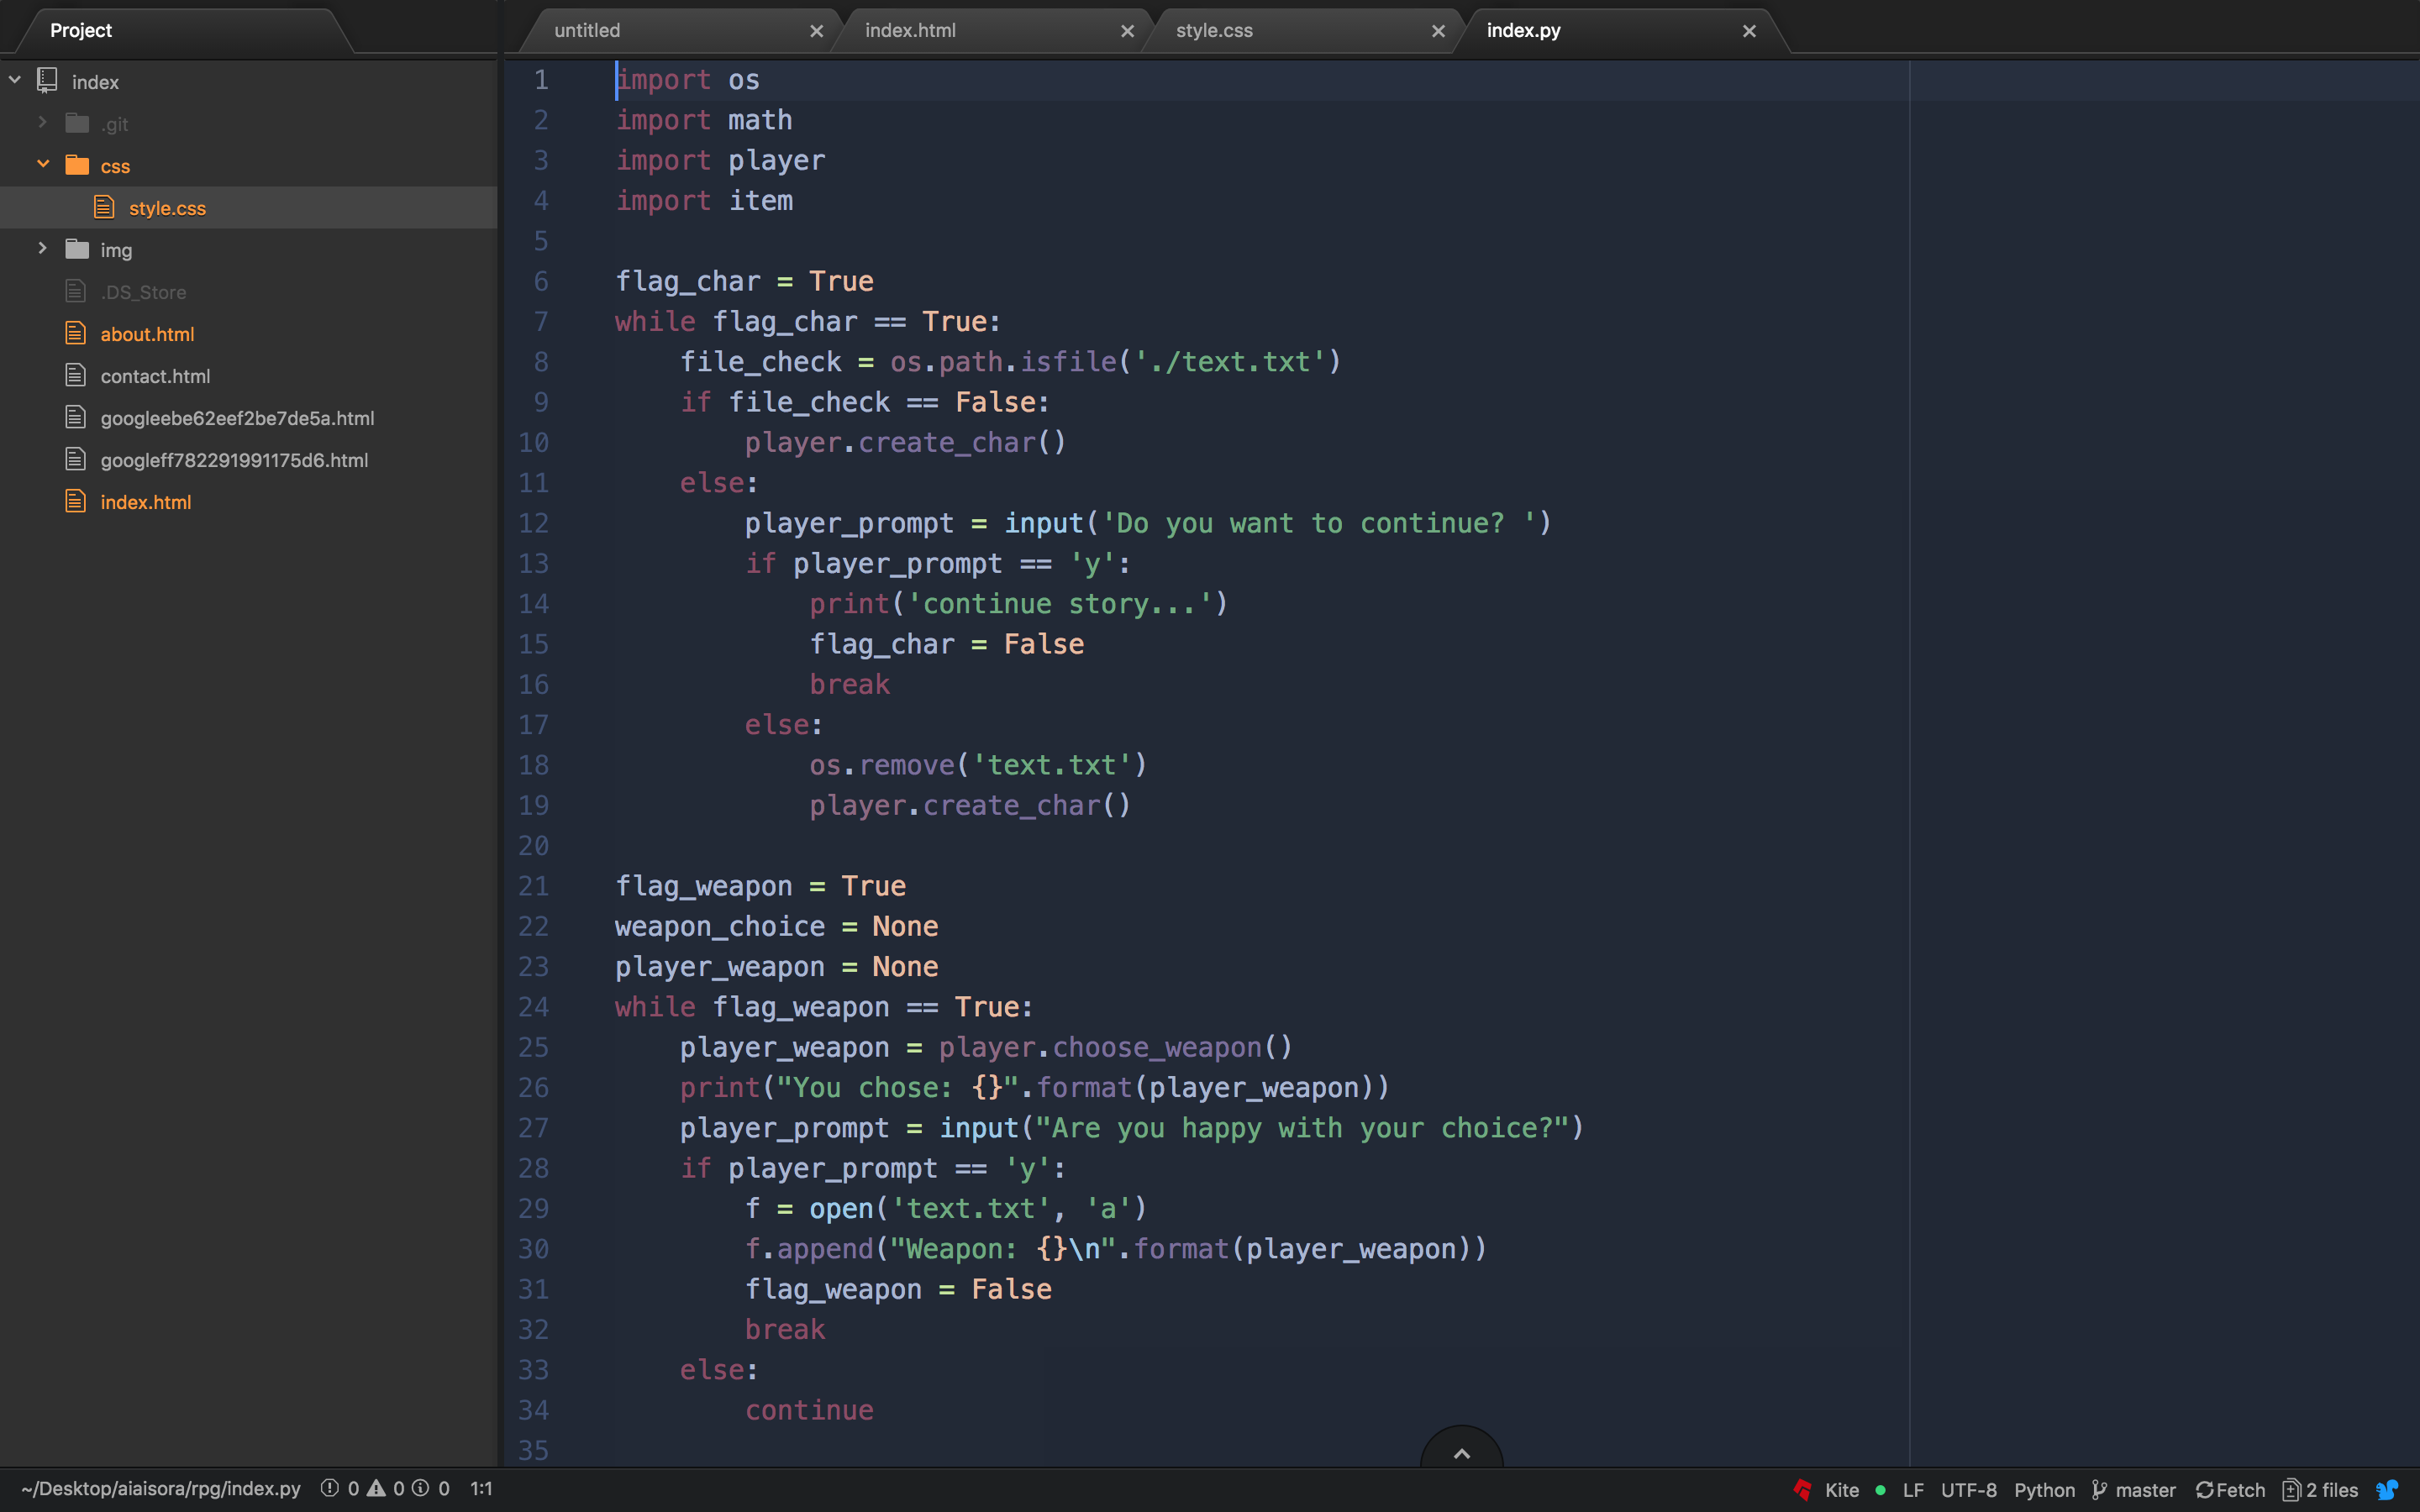 Project
index
.git
css
style.css
img
.DS_Store
about.html
contact.html
googleebe62eef2be7de5a.html
googleff782291991175d6.html
index.html
untitled
index.html
style.css
index.py
1 import os
2 import math
3 import player
4 import item
5
6 flag_char = True
7 while flag_char == True:
8     file_check = os.path.isfile('./text.txt')
9     if file_check == False:
10         player.create_char()
11     else:
12         player_prompt = input('Do you want to continue? ')
13         if player_prompt == 'y':
14             print('continue story...')
15             flag_char = False
16             break
17         else:
18             os.remove('text.txt')
19             player.create_char()
20
21 flag_weapon = True
22 weapon_choice = None
23 player_weapon = None
24 while flag_weapon == True:
25     player_weapon = player.choose_weapon()
26     print("You chose: {}".format(player_weapon))
27     player_prompt = input("Are you happy with your choice?")
28     if player_prompt == 'y':
29         f = open('text.txt', 'a')
30         f.append("Weapon: {}\n".format(player_weapon))
31         flag_weapon = False
32         break
33     else:
34         continue
35
~/Desktop/aiaisora/rpg/index.py 0 0 0 1:1 Kite LF UTF-8 Python master Fetch 2 files